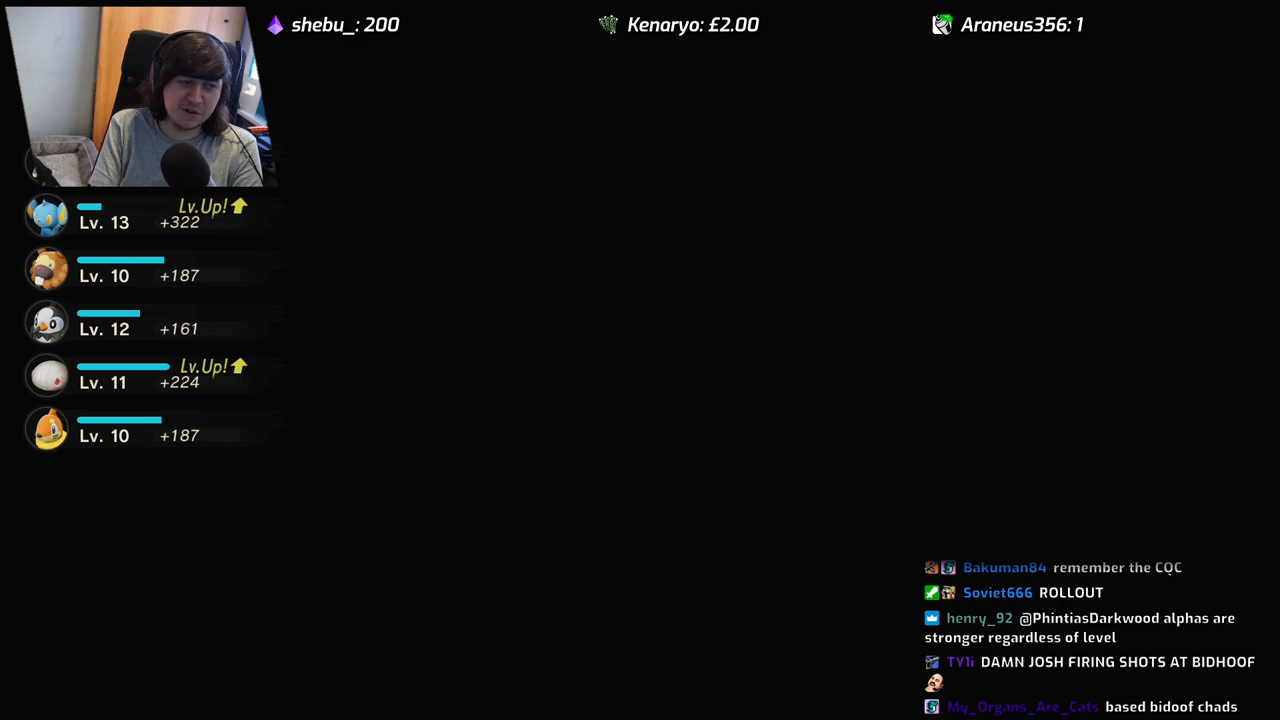 shebu_: 200
Kenaryo: £2.00
Araneus356: 1
Lv.Up!
Lv. 13 +322
Lv. 10 +187
Lv. 12 +161
Lv.Up!
Lv. 11 +224
Lv. 10 +187
Bakuman84 remember the CQC
Soviet666 ROLLOUT
henry_92 @PhintiasDarkwood alphas are
stronger regardless of level
TY1i DAMN JOSH FIRING SHOTS AT BIDHOOF
My_Organs_Are_Cats based bidoof chads